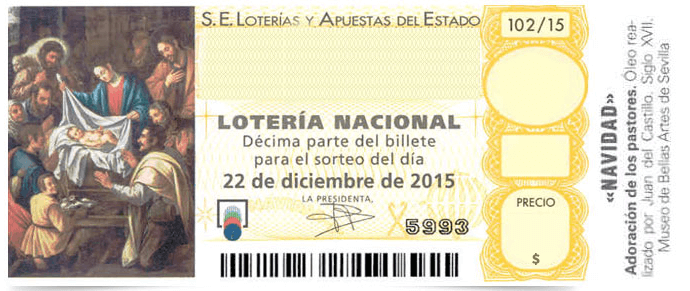 S.E. LOTERÍAS Y APUESTAS DEL ESTADO
102/15
LOTERÍA NACIONAL
Décima parte del billete
para el sorteo del día
22 de diciembre de 2015
LA PRESIDENTA,
5993
PRECIO
$
«NAVIDAD»
Adoración de los pastores. Óleo rea-
lizado por Juan del Castillo. Siglo XVII.
Museo de Bellas Artes de Sevilla